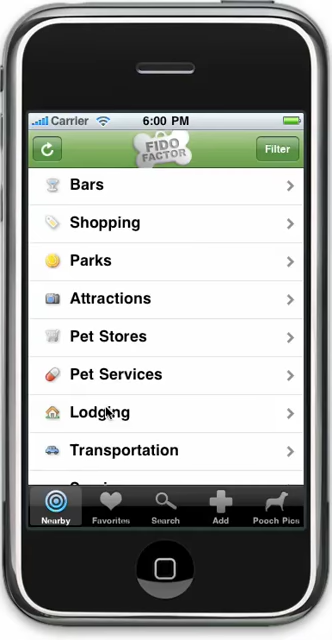 Carrier 6:00 PM
FIDO
FACTOR
Filter
Bars
Shopping
Parks
Attractions
Pet Stores
Pet Services
Lodging
Transportation
Nearby Favorites Search Add Pooch Pics